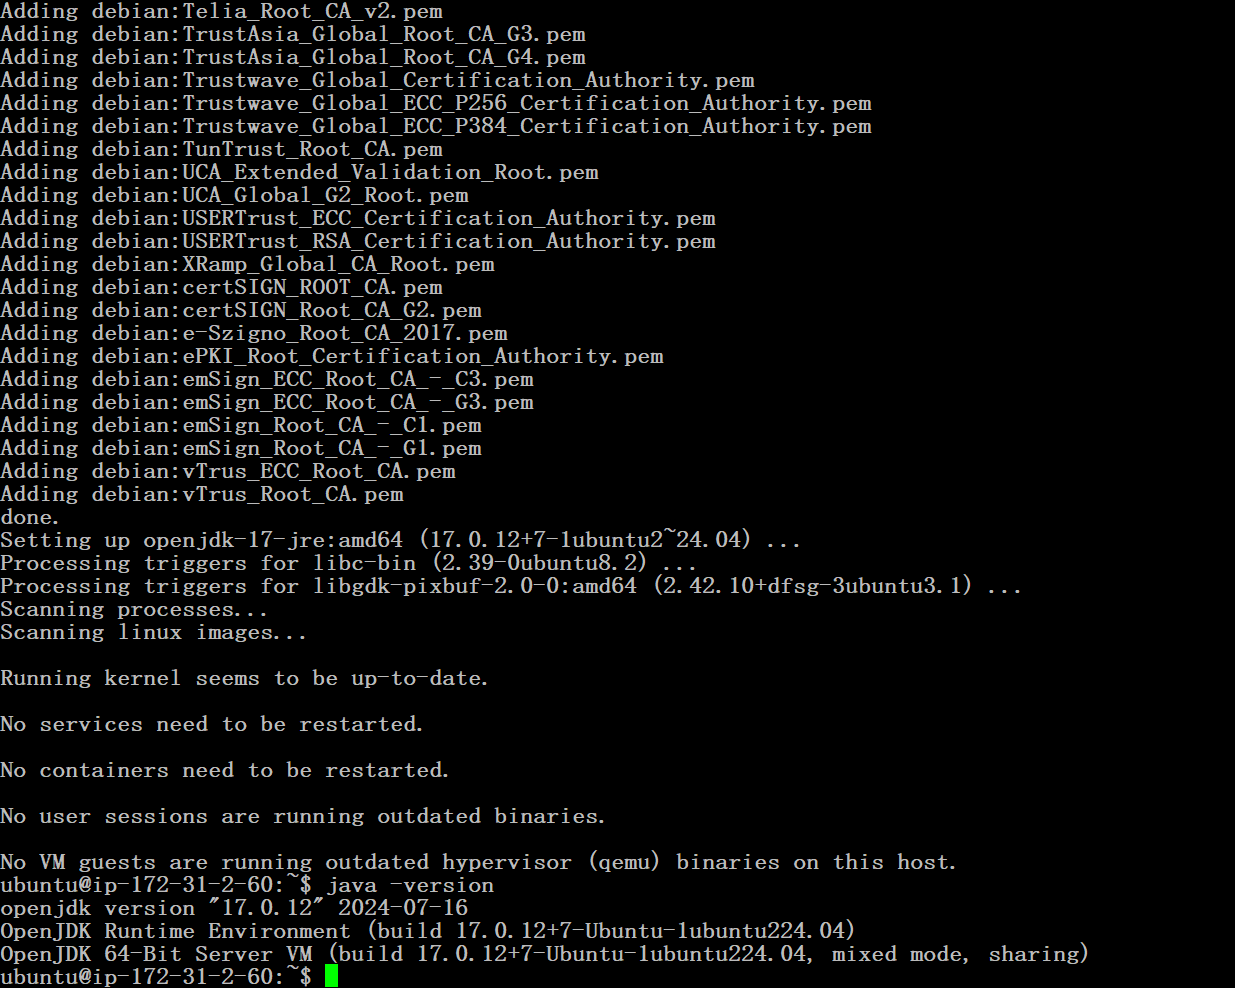 Adding debian:Telia_Root_CA_v2.pem
Adding debian:TrustAsia_Global_Root_CA_G3.pem
Adding debian:TrustAsia_Global_Root_CA_G4.pem
Adding debian:Trustwave_Global_Certification_Authority.pem
Adding debian:Trustwave_Global_ECC_P256_Certification_Authority.pem
Adding debian:Trustwave_Global_ECC_P384_Certification_Authority.pem
Adding debian:TunTrust_Root_CA.pem
Adding debian:UCA_Extended_Validation_Root.pem
Adding debian:UCA_Global_G2_Root.pem
Adding debian:USERTrust_ECC_Certification_Authority.pem
Adding debian:USERTrust_RSA_Certification_Authority.pem
Adding debian:XRamp_Global_CA_Root.pem
Adding debian:certSIGN_ROOT_CA.pem
Adding debian:certSIGN_Root_CA_G2.pem
Adding debian:e-Szigno_Root_CA_2017.pem
Adding debian:ePKI_Root_Certification_Authority.pem
Adding debian:emSign_ECC_Root_CA_-_C3.pem
Adding debian:emSign_ECC_Root_CA_-_G3.pem
Adding debian:emSign_Root_CA_-_C1.pem
Adding debian:emSign_Root_CA_-_G1.pem
Adding debian:vTrus_ECC_Root_CA.pem
Adding debian:vTrus_Root_CA.pem
done.
Setting up openjdk-17-jre:amd64 (17.0.12+7-1ubuntu2~24.04) ...
Processing triggers for libc-bin (2.39-0ubuntu8.2) ...
Processing triggers for libgdk-pixbuf-2.0-0:amd64 (2.42.10+dfsg-3ubuntu3.1) ...
Scanning processes...
Scanning linux images...
Running kernel seems to be up-to-date.
No services need to be restarted.
No containers need to be restarted.
No user sessions are running outdated binaries.
No VM guests are running outdated hypervisor (qemu) binaries on this host.
ubuntu@ip-172-31-2-60:~$ java -version
openjdk version "17.0.12" 2024-07-16
OpenJDK Runtime Environment (build 17.0.12+7-Ubuntu-1ubuntu224.04)
OpenJDK 64-Bit Server VM (build 17.0.12+7-Ubuntu-1ubuntu224.04, mixed mode, sharing)
ubuntu@ip-172-31-2-60:~$